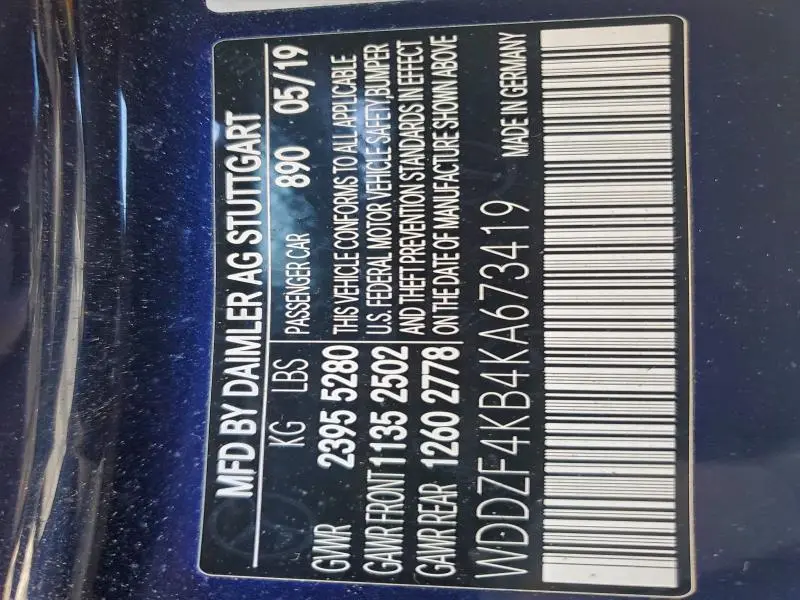 MFD BY DAIMLER AG STUTTGART
KG LBS PASSENGER CAR 890 05/19
GVWR 2395 5280 THIS VEHICLE CONFORMS TO ALL APPLICABLE
U.S. FEDERAL MOTOR VEHICLE SAFETY, BUMPER
GAWR FRONT 1135 2502 AND THEFT PREVENTION STANDARDS IN EFFECT
GAWR REAR 1260 2778 ON THE DATE OF MANUFACTURE SHOWN ABOVE
WDDZF4KB4KA673419 MADE IN GERMANY